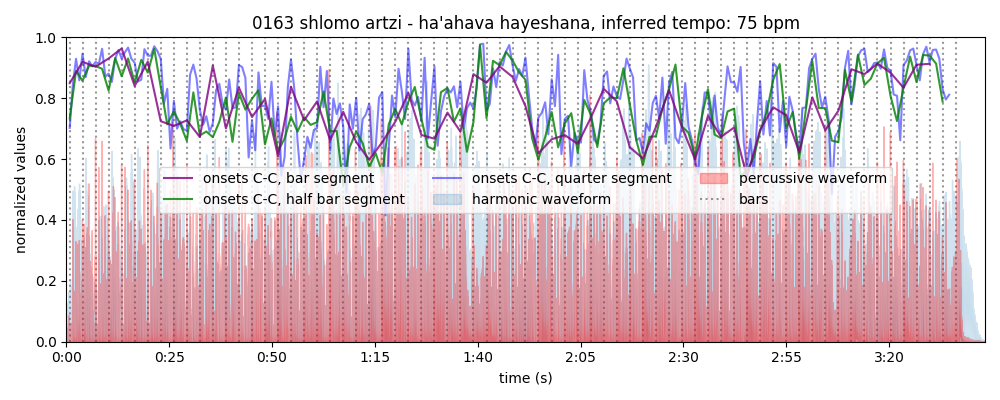 0163 shlomo artzi - ha'ahava hayeshana, inferred tempo: 75 bpm
normalized values
1.0
0.8
0.6
0.4
0.2
0.0
onsets C-C, bar segment
onsets C-C, half bar segment
onsets C-C, quarter segment
harmonic waveform
percussive waveform
bars
0:00 0:25 0:50 1:15 1:40 2:05 2:30 2:55 3:20
time (s)